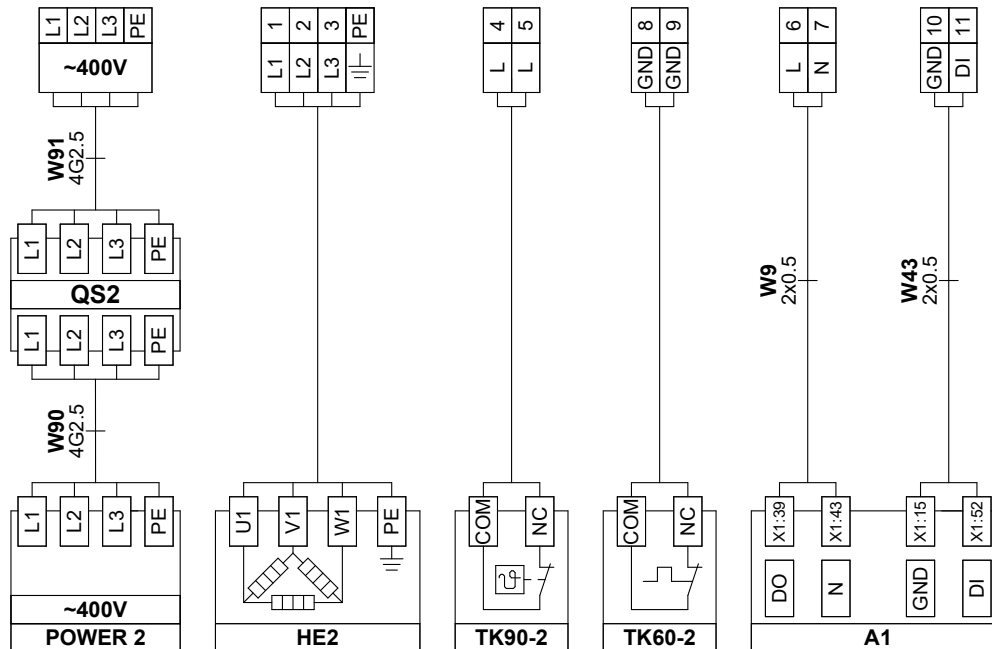 L1 L2 L3 PE
~400V
W91
4G2.5
L1 L2 L3 PE
QS2
L1 L2 L3 PE
W90
4G2.5
L1 L2 L3 PE
~400V
POWER 2
1 2 3 PE
L1 L2 L3
U1 V1 W1 PE
HE2
4 5
L L
COM NC
ϑ
TK90-2
8 9
GND GND
COM NC
TK60-2
6 7
L N
W9
2x0.5
10 11
GND DI
W43
2x0.5
X1:39 X1:43 X1:15 X1:52
DO N GND DI
A1